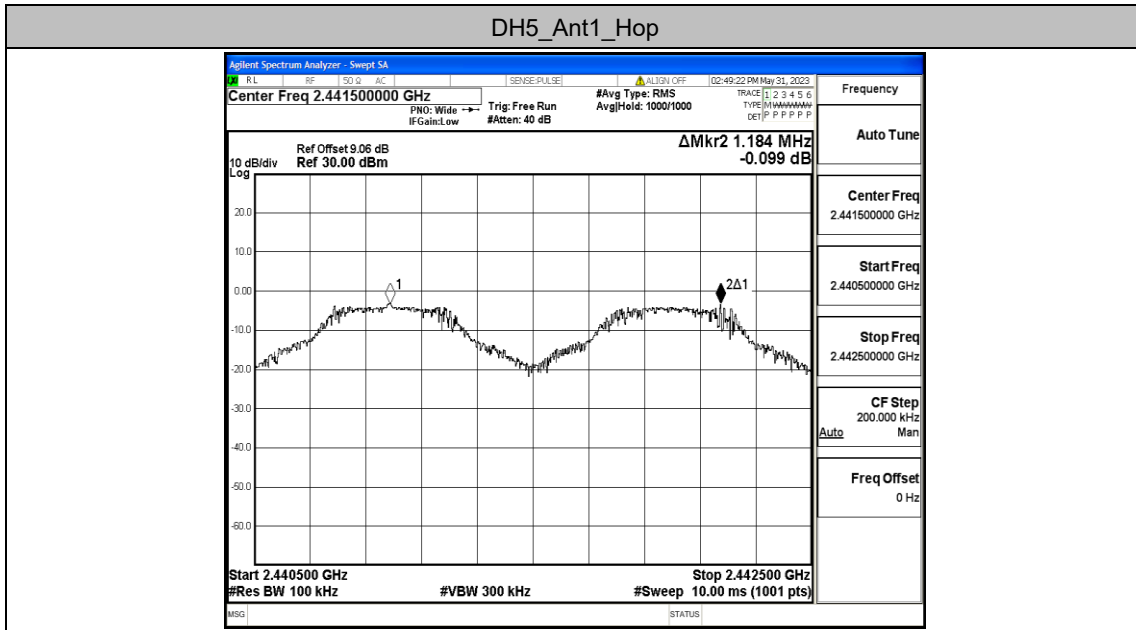 DH5_Ant1_Hop
Agilent Spectrum Analyzer - Swept SA
RL RF 50 Ω AC SENSE:PULSE ALIGN OFF 02:49:22 PM May 31, 2023
Center Freq 2.441500000 GHz
PNO: Wide
IFGain:Low
Trig: Free Run
#Atten: 40 dB
#Avg Type: RMS
Avg|Hold: 1000/1000
TRACE 1 2 3 4 5 6
TYPE M
DET P P P P P P
Ref Offset 9.06 dB
10 dB/div Ref 30.00 dBm
Log
ΔMkr2 1.184 MHz
-0.099 dB
20.0
10.0
0.00
-10.0
-20.0
-30.0
-40.0
-50.0
-60.0
1
2Δ1
Start 2.440500 GHz
Stop 2.442500 GHz
#Res BW 100 kHz #VBW 300 kHz #Sweep 10.00 ms (1001 pts)
MSG STATUS
Frequency
Auto Tune
Center Freq
2.441500000 GHz
Start Freq
2.440500000 GHz
Stop Freq
2.442500000 GHz
CF Step
200.000 kHz
Auto Man
Freq Offset
0 Hz